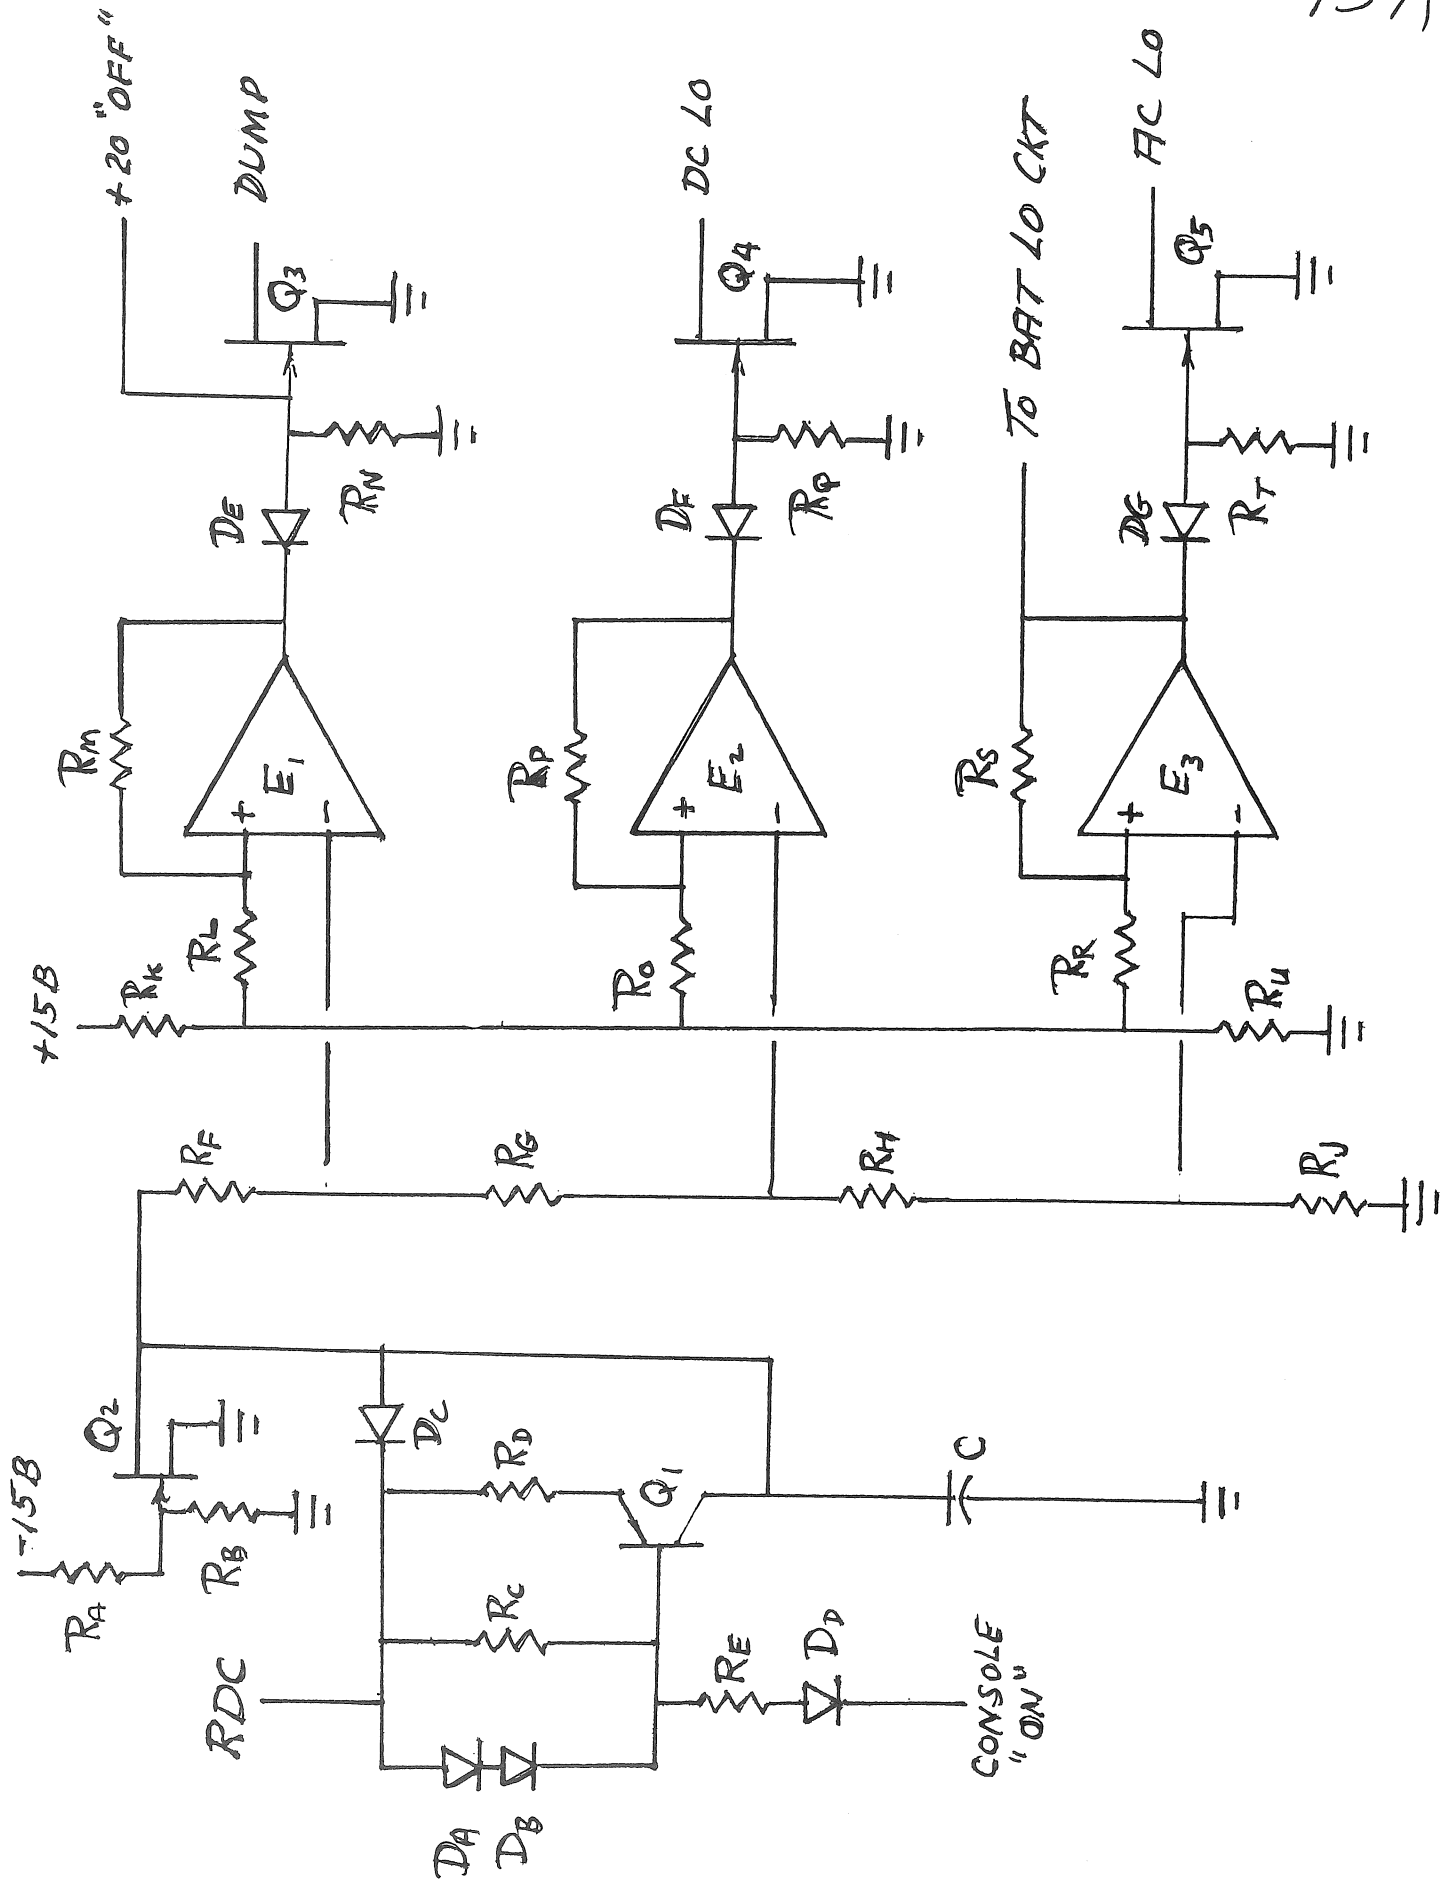 -15B
RA
RB
Q2
RDC
DA
DB
RC
RD
DC
Q1
RE
DD
CONSOLE
"ON"
C
RF
RG
RH
RJ
+15B
RK
RL
RM
+
E1
-
DE
RN
Q3
+20 "OFF"
DUMP
RO
RP
+
E2
-
DF
RQ
Q4
DC LO
RR
RS
+
E3
-
DG
RT
RU
Q5
TO BAT LO CKT
AC LO